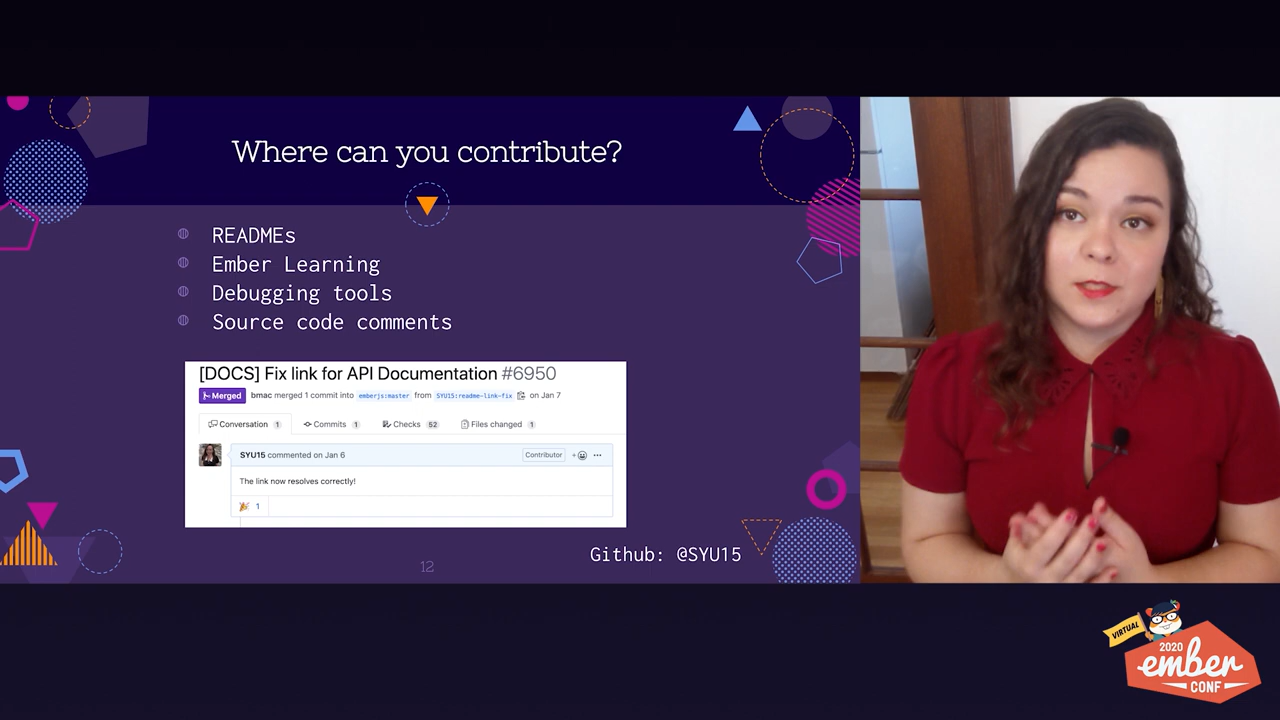 Where can you contribute?
READMEs
Ember Learning
Debugging tools
Source code comments
[DOCS] Fix link for API Documentation #6950
Merged bmac merged 1 commit into emberjs:master from SYU15:readme-link-fix on Jan 7
Conversation 1 Commits 1 Checks 52 Files changed 1
SYU15 commented on Jan 6 Contributor
The link now resolves correctly!
1
Github: @SYU15
12
VIRTUAL
2020
ember
CONF